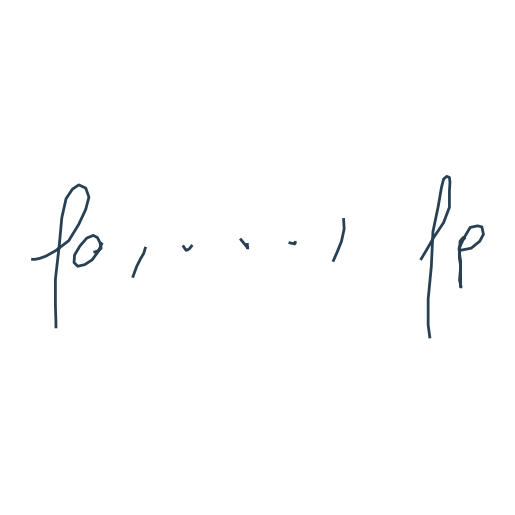 f₀, ..., fₚ